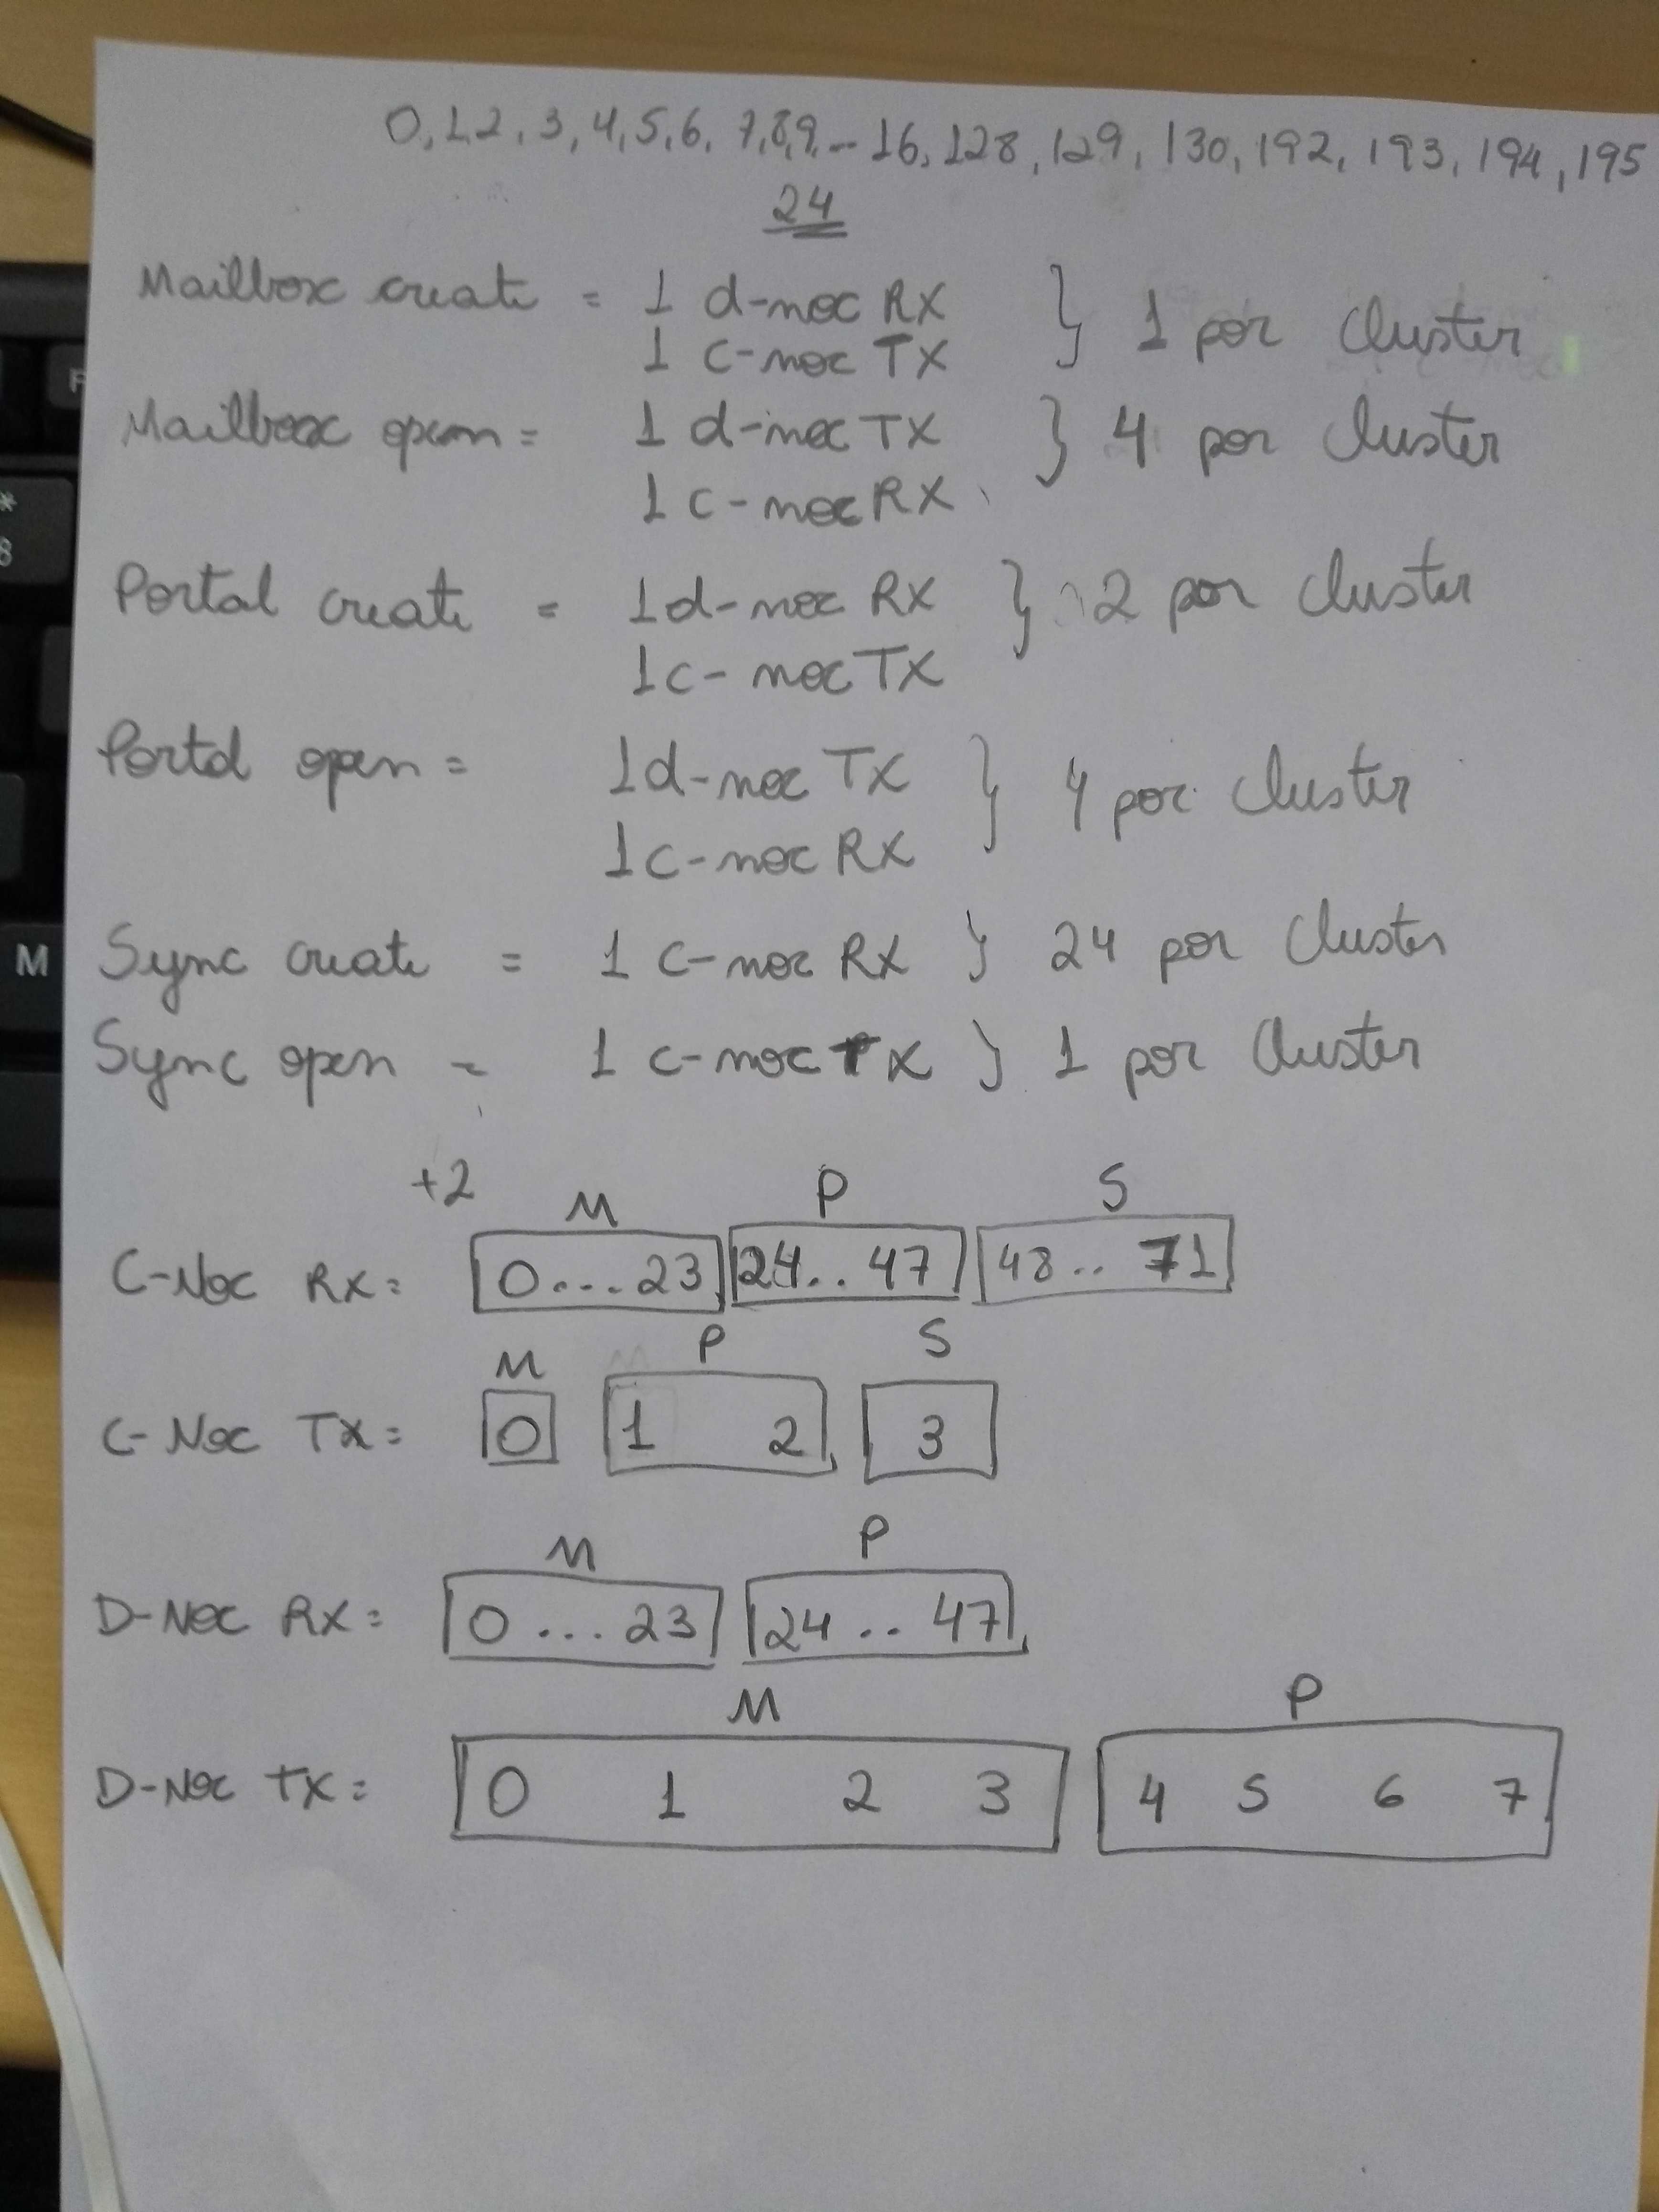 0,1,2,3,4,5,6,7,8,9,...16,128,129,130,192,193,194,195
24
Mailbox create = 1 d-noc RX } 1 por cluster
1 c-noc TX
Mailbox open = 1 d-noc TX } 4 por cluster
1 c-noc RX
Portal create = 1 d-noc RX } 2 por cluster
1 c-noc TX
Portal open = 1 d-noc TX } 4 por cluster
1 c-noc RX
Sync create = 1 c-noc RX } 24 por cluster
Sync open = 1 c-noc TX } 1 por cluster
+2 M P S
C-Noc RX = 0...23 24..47 48..71
M P S
C-Noc TX = 0 1 2 3
M P
D-Noc RX = 0...23 24..47
M P
D-Noc TX = 0 1 2 3 4 5 6 7
M
*
8